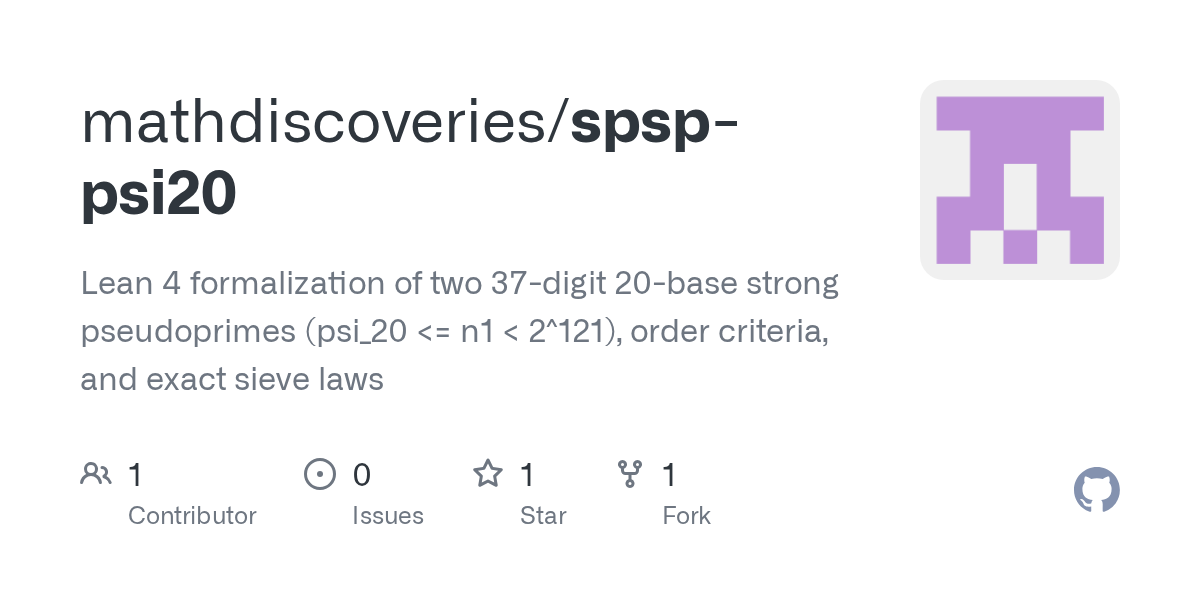 mathdiscoveries/spsp-
psi20
Lean 4 formalization of two 37-digit 20-base strong
pseudoprimes (psi_20 <= n1 < 2^121), order criteria,
and exact sieve laws
1 0 1 1
Contributor Issues Star Fork